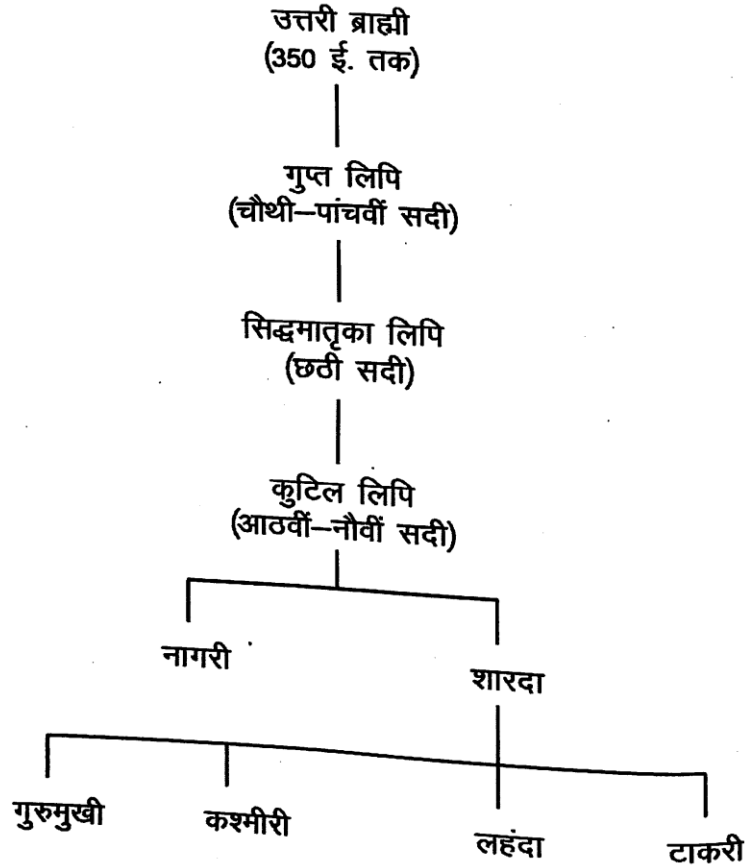 उत्तरी ब्राह्मी
(350 ई. तक)
गुप्त लिपि
(चौथी–पांचवीं सदी)
सिद्धमातृका लिपि
(छठी सदी)
कुटिल लिपि
(आठवीं–नौवीं सदी)
नागरी
शारदा
गुरुमुखी
कश्मीरी
लहंदा
टाकरी